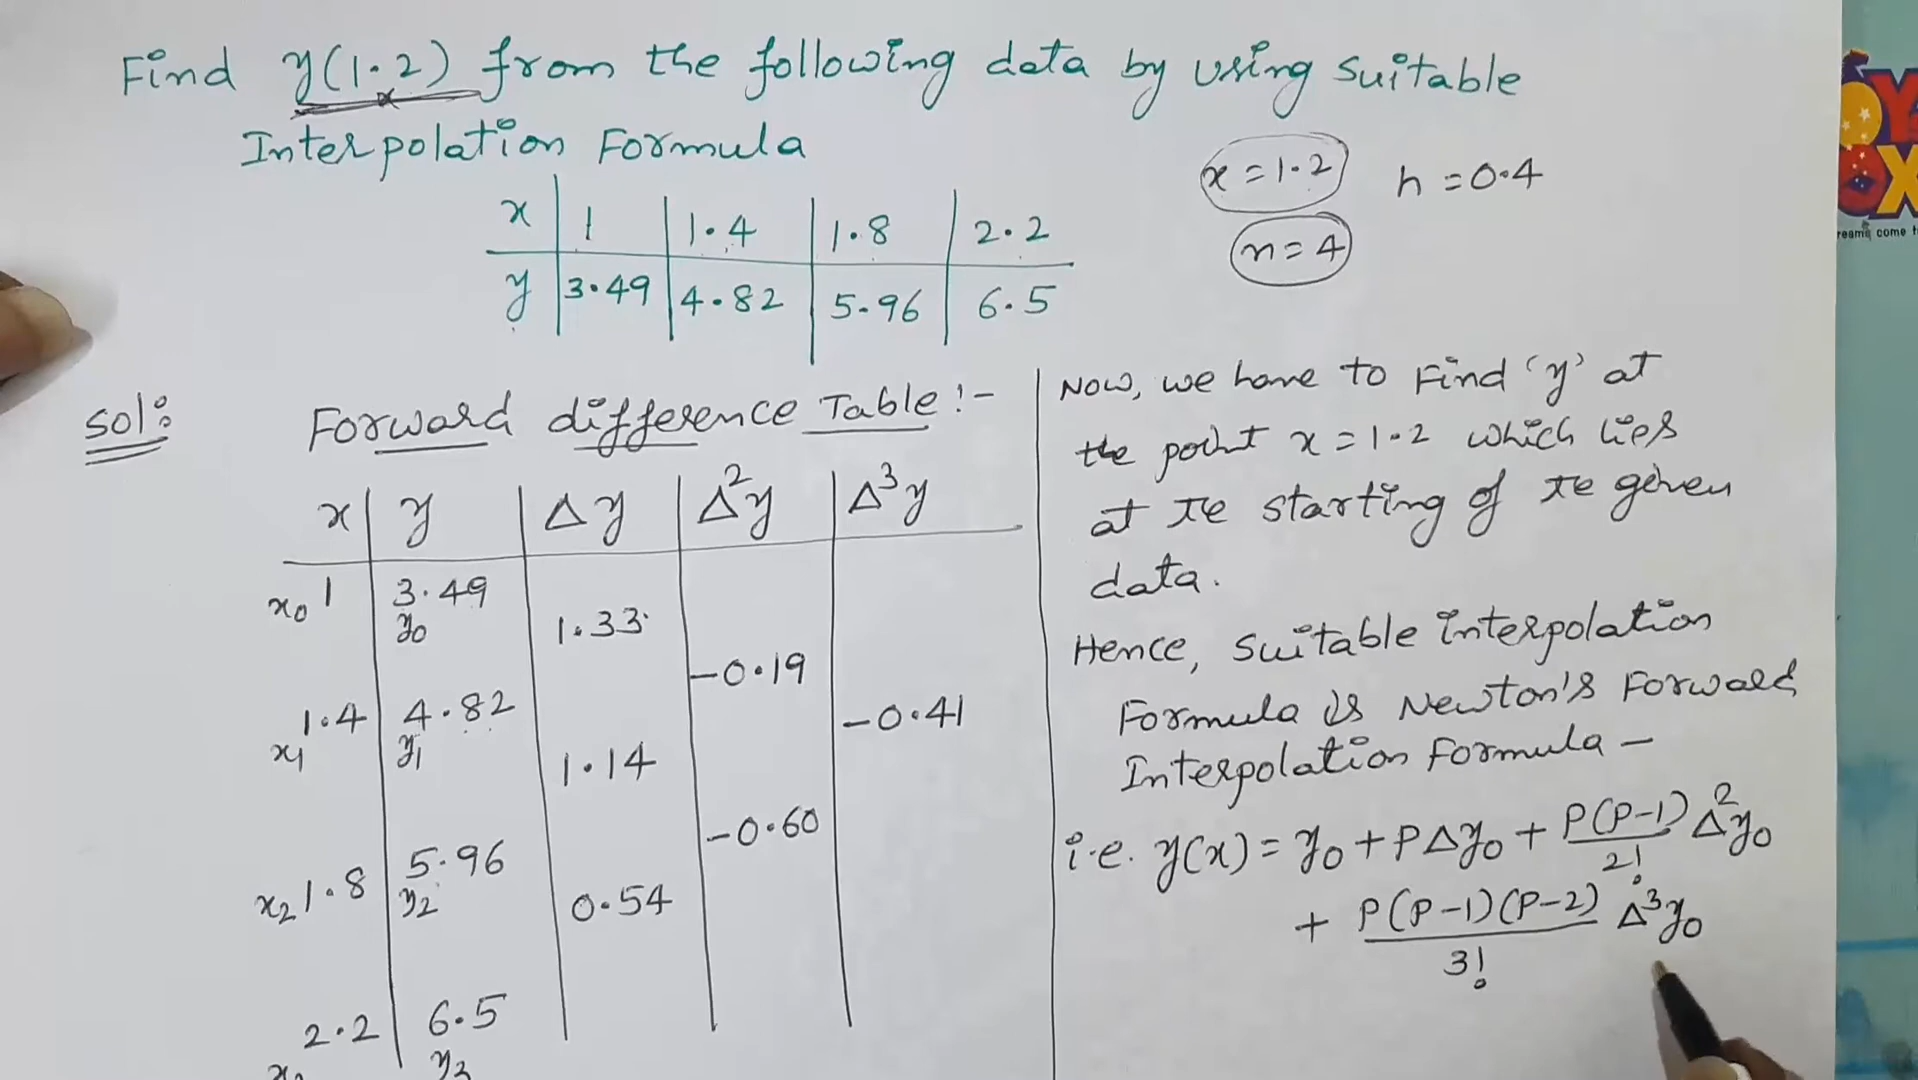 Find y(1.2) from the following data by using suitable
Interpolation Formula
x = 1.2 h = 0.4
n = 4
x | 1 | 1.4 | 1.8 | 2.2
y | 3.49 | 4.82 | 5.96 | 6.5
Sol:
Forward difference Table :-
x | y | Δy | Δ²y | Δ³y
x0 1 3.49
y0
1.33
-0.19
x1 1.4 4.82
y1
-0.41
1.14
-0.60
x2 1.8 5.96
y2
0.54
2.2 6.5
y3
Now, we have to Find 'y' at
the point x = 1.2 which lies
at the starting of the given
data.
Hence, suitable interpolation
Formula is Newton's Forward
Interpolation Formula -
i.e. y(x) = y0 + PΔy0 + P(P-1)/2! Δ²y0
+ P(P-1)(P-2)/3! Δ³y0
come